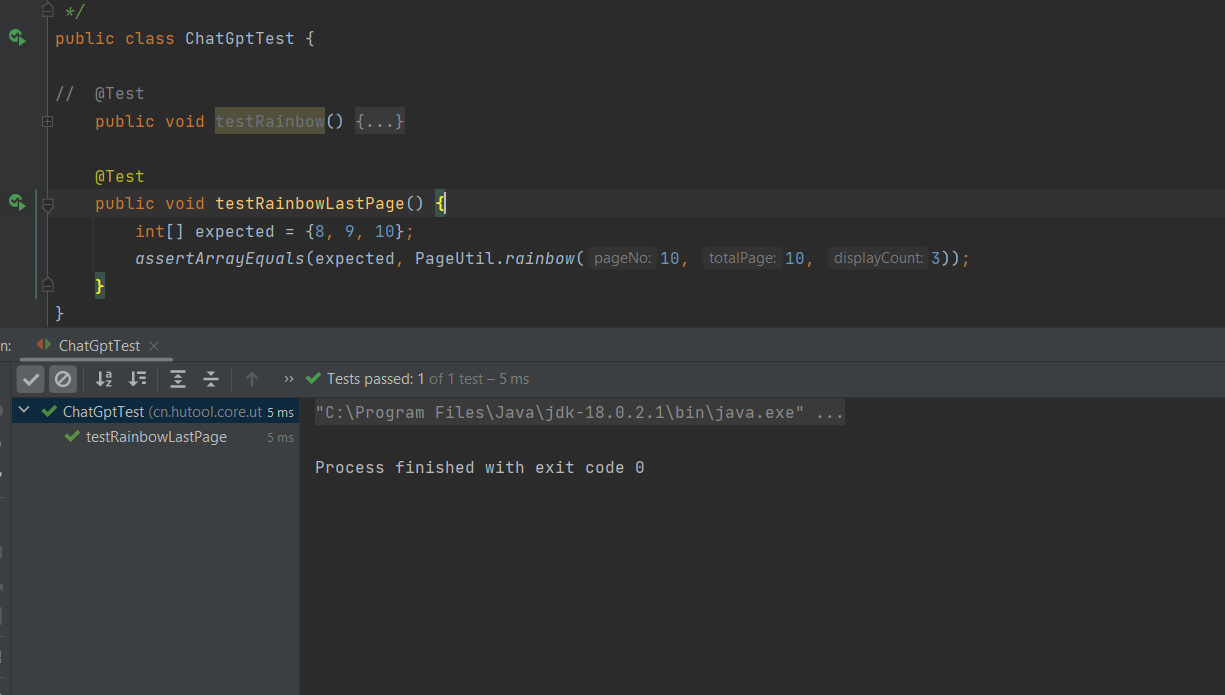 */
public class ChatGptTest {
// @Test
public void testRainbow() {...}
@Test
public void testRainbowLastPage() {
int[] expected = {8, 9, 10};
assertArrayEquals(expected, PageUtil.rainbow( pageNo: 10, totalPage: 10, displayCount: 3));
}
}
n: ChatGptTest
» Tests passed: 1 of 1 test – 5 ms
ChatGptTest (cn.hutool.core.ut 5 ms
testRainbowLastPage 5 ms
"C:\Program Files\Java\jdk-18.0.2.1\bin\java.exe" ...
Process finished with exit code 0